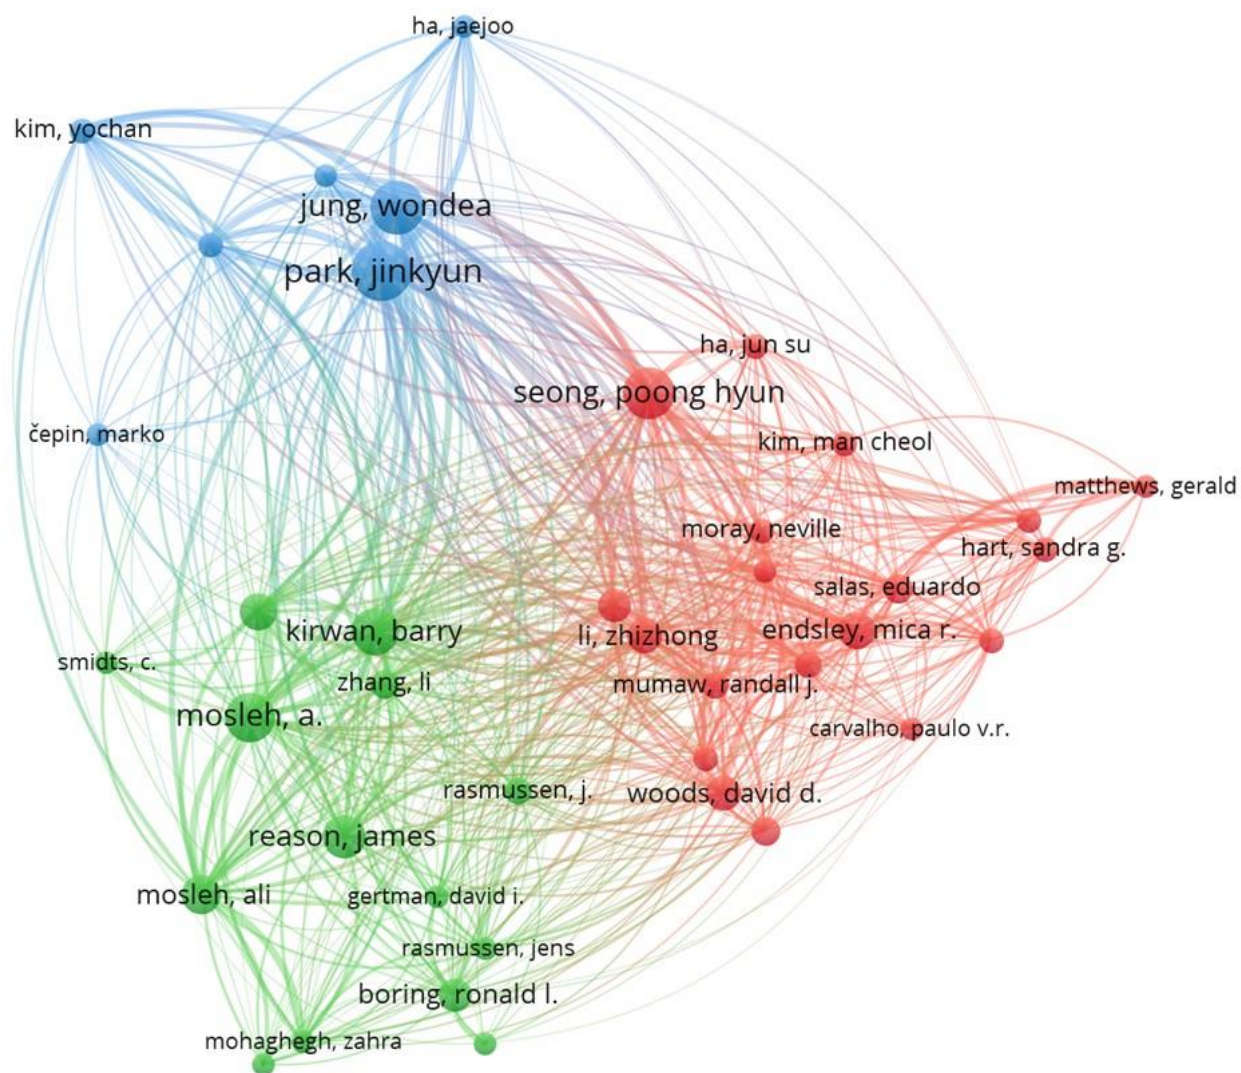 ha, jaejoo
kim, yochan
jung, wondea
park, jinkyun
ha, jun su
seong, poong hyun
čepin, marko
kim, man cheol
matthews, gerald
moray, neville
hart, sandra g.
salas, eduardo
kirwan, barry
li, zhizhong
endsley, mica r.
smidts, c.
zhang, li
mumaw, randall j.
mosleh, a.
carvalho, paulo v.r.
rasmussen, j.
woods, david d.
reason, james
mosleh, ali
gertman, david i.
rasmussen, jens
boring, ronald l.
mohaghegh, zahra